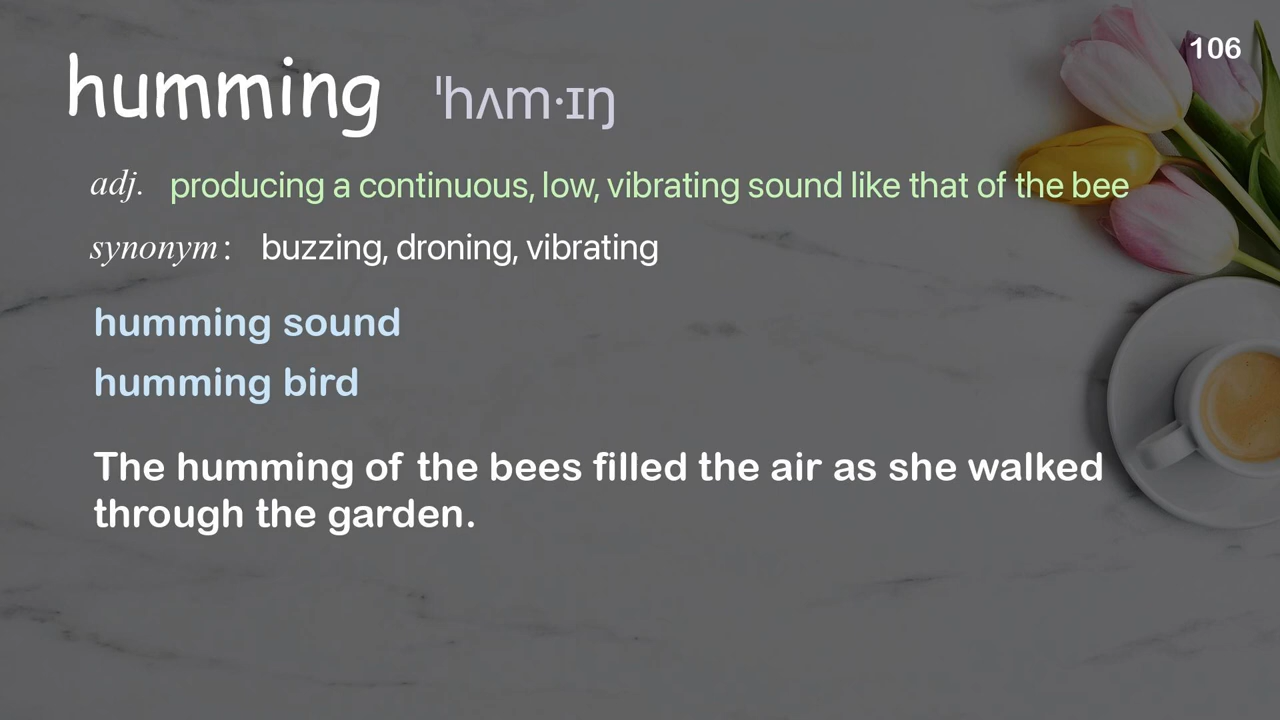 106
humming ˈhʌm·ɪŋ
adj. producing a continuous, low, vibrating sound like that of the bee
synonym: buzzing, droning, vibrating
humming sound
humming bird
The humming of the bees filled the air as she walked
through the garden.